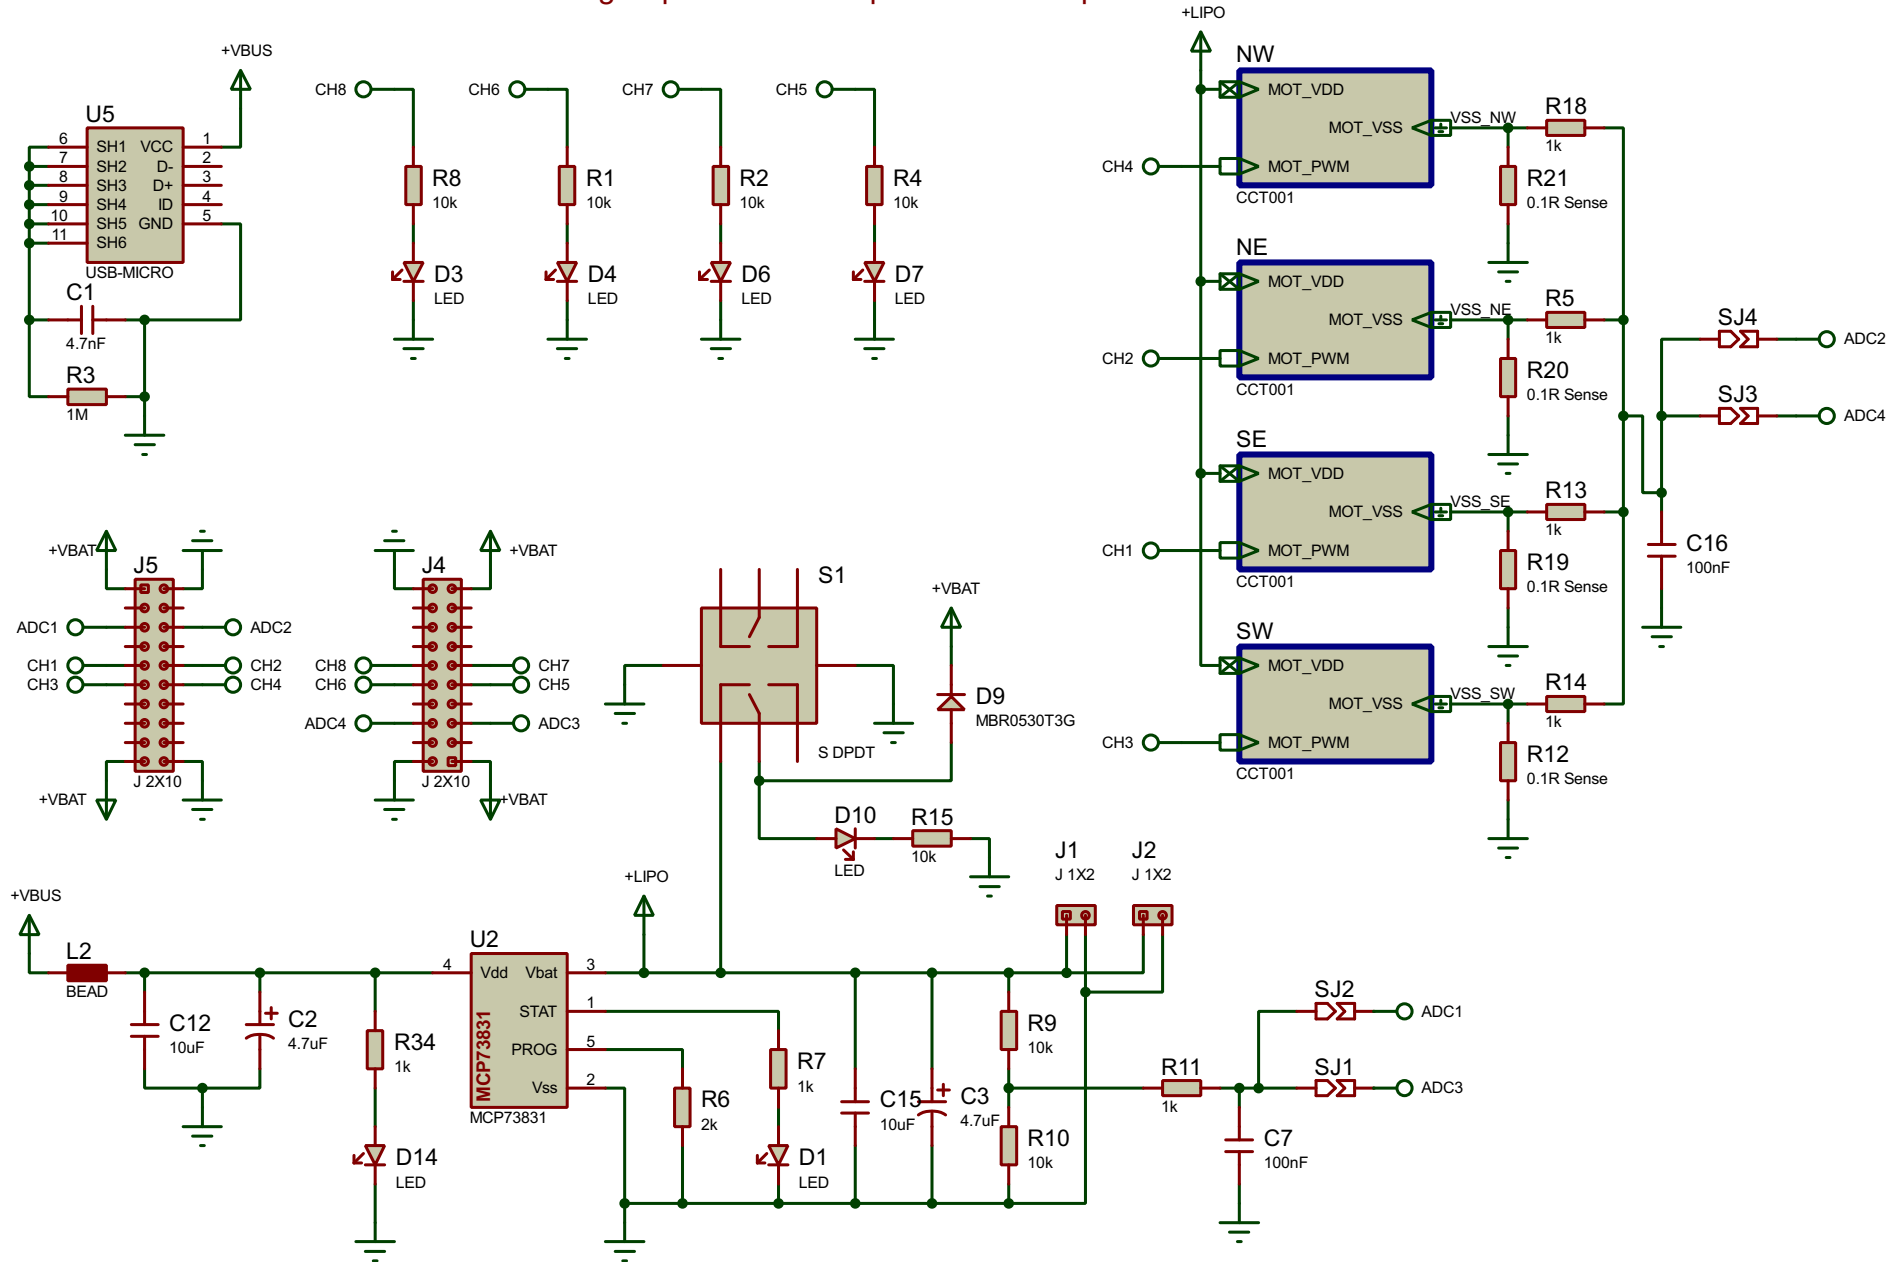 +LIPO
+VBUS
U5
6 SH1 VCC 1
7 SH2 D- 2
8 SH3 D+ 3
9 SH4 ID 4
10 SH5 GND 5
11 SH6
USB-MICRO
C1
4.7nF
R3
1M
CH8
R8
10k
D3
LED
CH6
R1
10k
D4
LED
CH7
R2
10k
D6
LED
CH5
R4
10k
D7
LED
NW
MOT_VDD
MOT_VSS
MOT_PWM
CCT001
CH4
VSS_NW
R18
1k
R21
0.1R Sense
NE
MOT_VDD
MOT_VSS
MOT_PWM
CCT001
CH2
VSS_NE
R5
1k
R20
0.1R Sense
SE
MOT_VDD
MOT_VSS
MOT_PWM
CCT001
CH1
VSS_SE
R13
1k
R19
0.1R Sense
SW
MOT_VDD
MOT_VSS
MOT_PWM
CCT001
CH3
VSS_SW
R14
1k
R12
0.1R Sense
SJ4
ADC2
SJ3
ADC4
C16
100nF
+VBAT
J5
ADC1
ADC2
CH1
CH2
CH3
CH4
J 2X10
+VBAT
+VBAT
J4
CH8
CH7
CH6
CH5
ADC4
ADC3
J 2X10
+VBAT
S1
S DPDT
+VBAT
D9
MBR0530T3G
D10
LED
R15
10k
+VBUS
L2
BEAD
C12
10uF
C2
4.7uF
R34
1k
D14
LED
+LIPO
U2
4 Vdd Vbat 3
STAT 1
PROG 5
Vss 2
MCP73831
MCP73831
R6
2k
R7
1k
D1
LED
C15
10uF
C3
4.7uF
R9
10k
R10
10k
J1
J 1X2
J2
J 1X2
R11
1k
C7
100nF
SJ2
ADC1
SJ1
ADC3